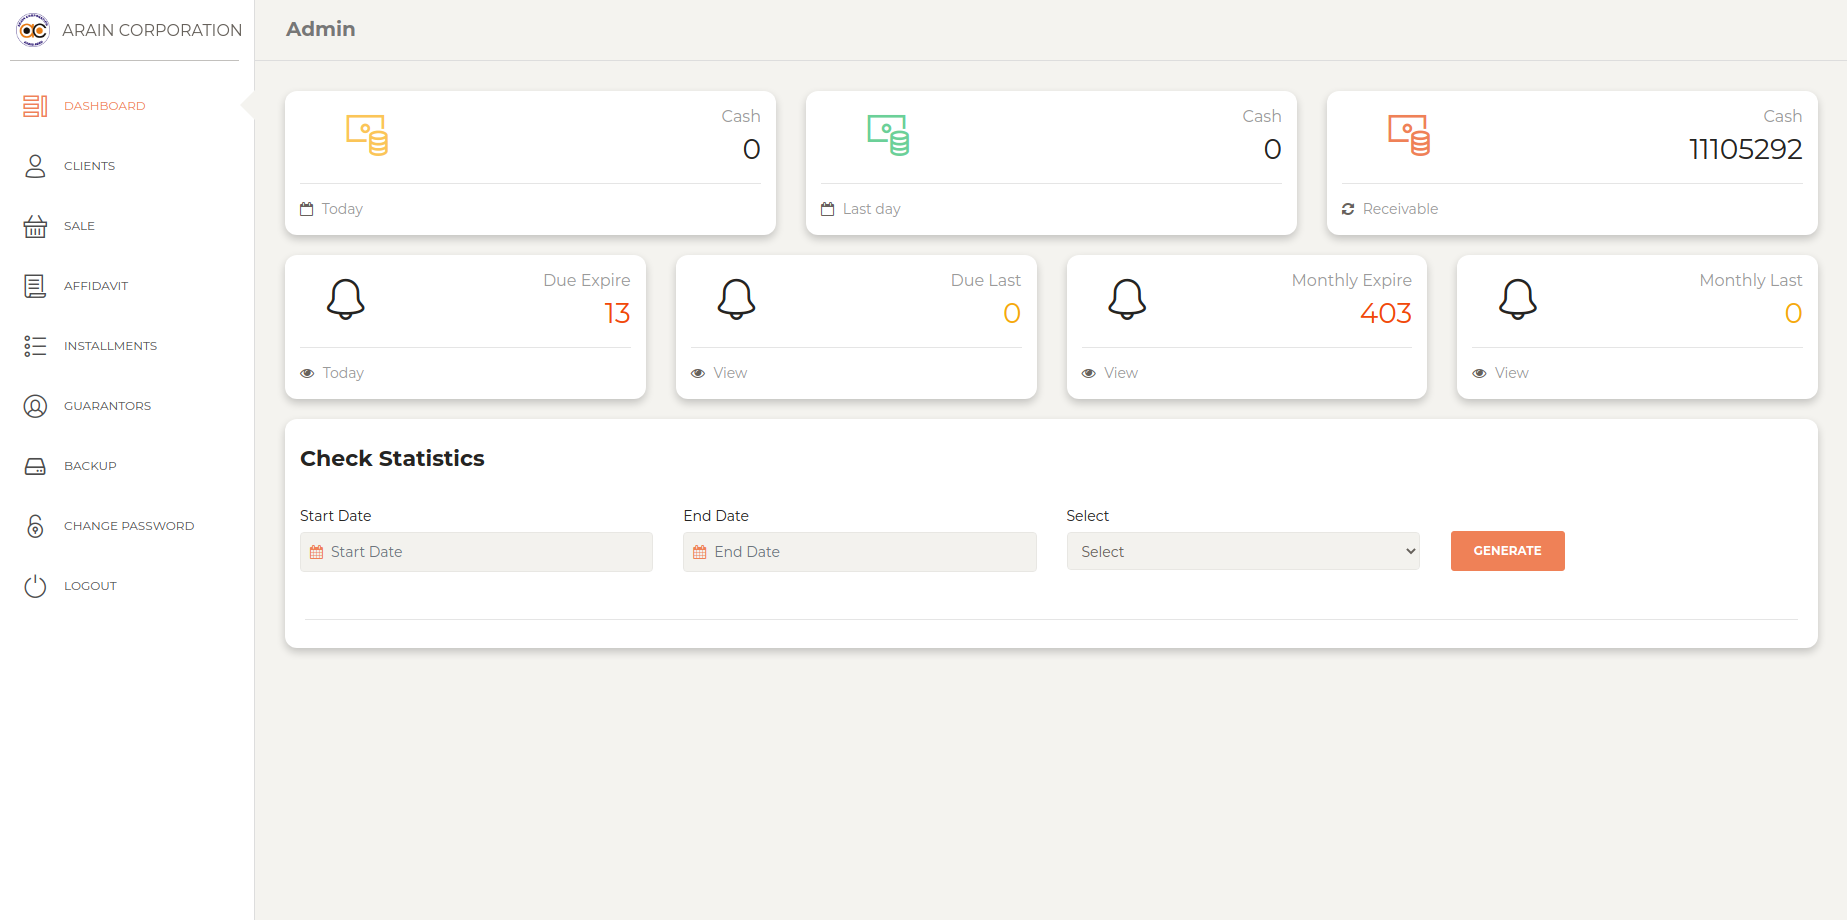 ARAIN CORPORATION
Admin
DASHBOARD
CLIENTS
SALE
AFFIDAVIT
INSTALLMENTS
GUARANTORS
BACKUP
CHANGE PASSWORD
LOGOUT
Cash
0
Today
Cash
0
Last day
Cash
11105292
Receivable
Due Expire
13
Today
Due Last
0
View
Monthly Expire
403
View
Monthly Last
0
View
Check Statistics
Start Date
Start Date
End Date
End Date
Select
Select
GENERATE